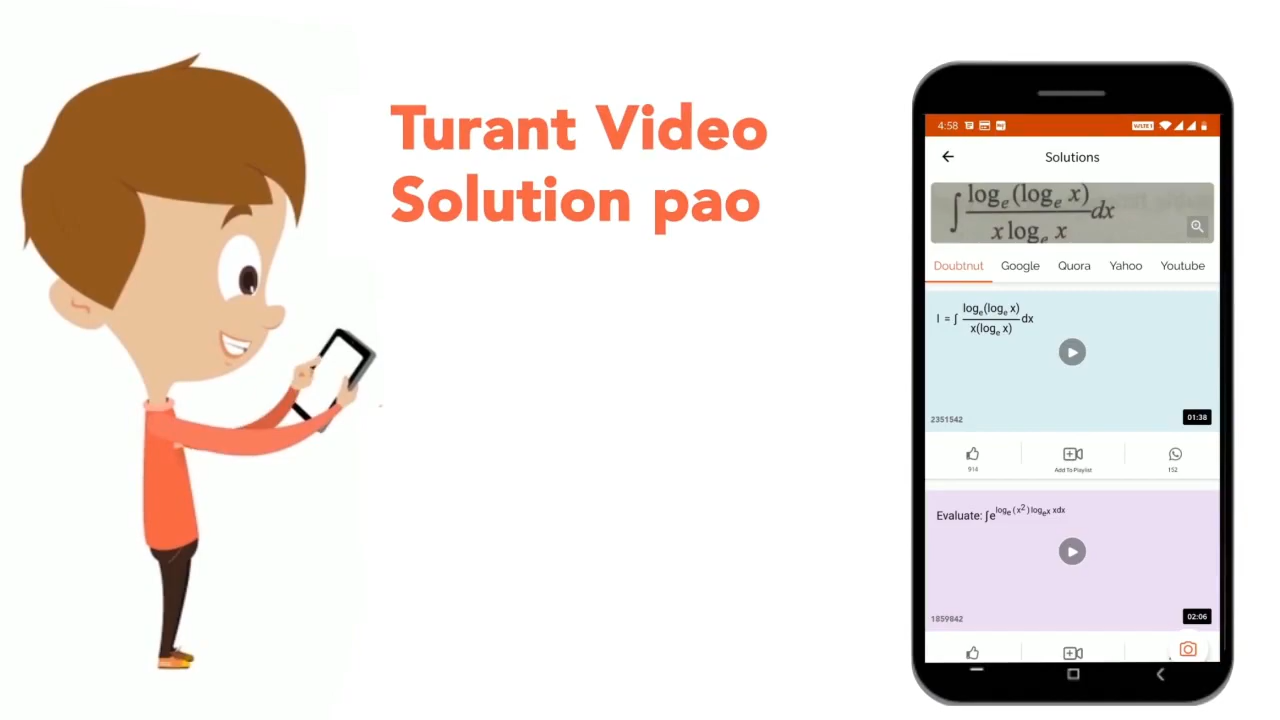 Turant Video
Solution pao
4:58
VoLTE1
Solutions
∫ logₑ(logₑ x) / x logₑ x dx
Doubtnut Google Quora Yahoo Youtube
I = ∫ logₑ(logₑ x) / x(logₑ x) dx
2351542 01:38
914 Add To Playlist 152
Evaluate: ∫e^logₑ(x²)logₑx xdx
1859842 02:06